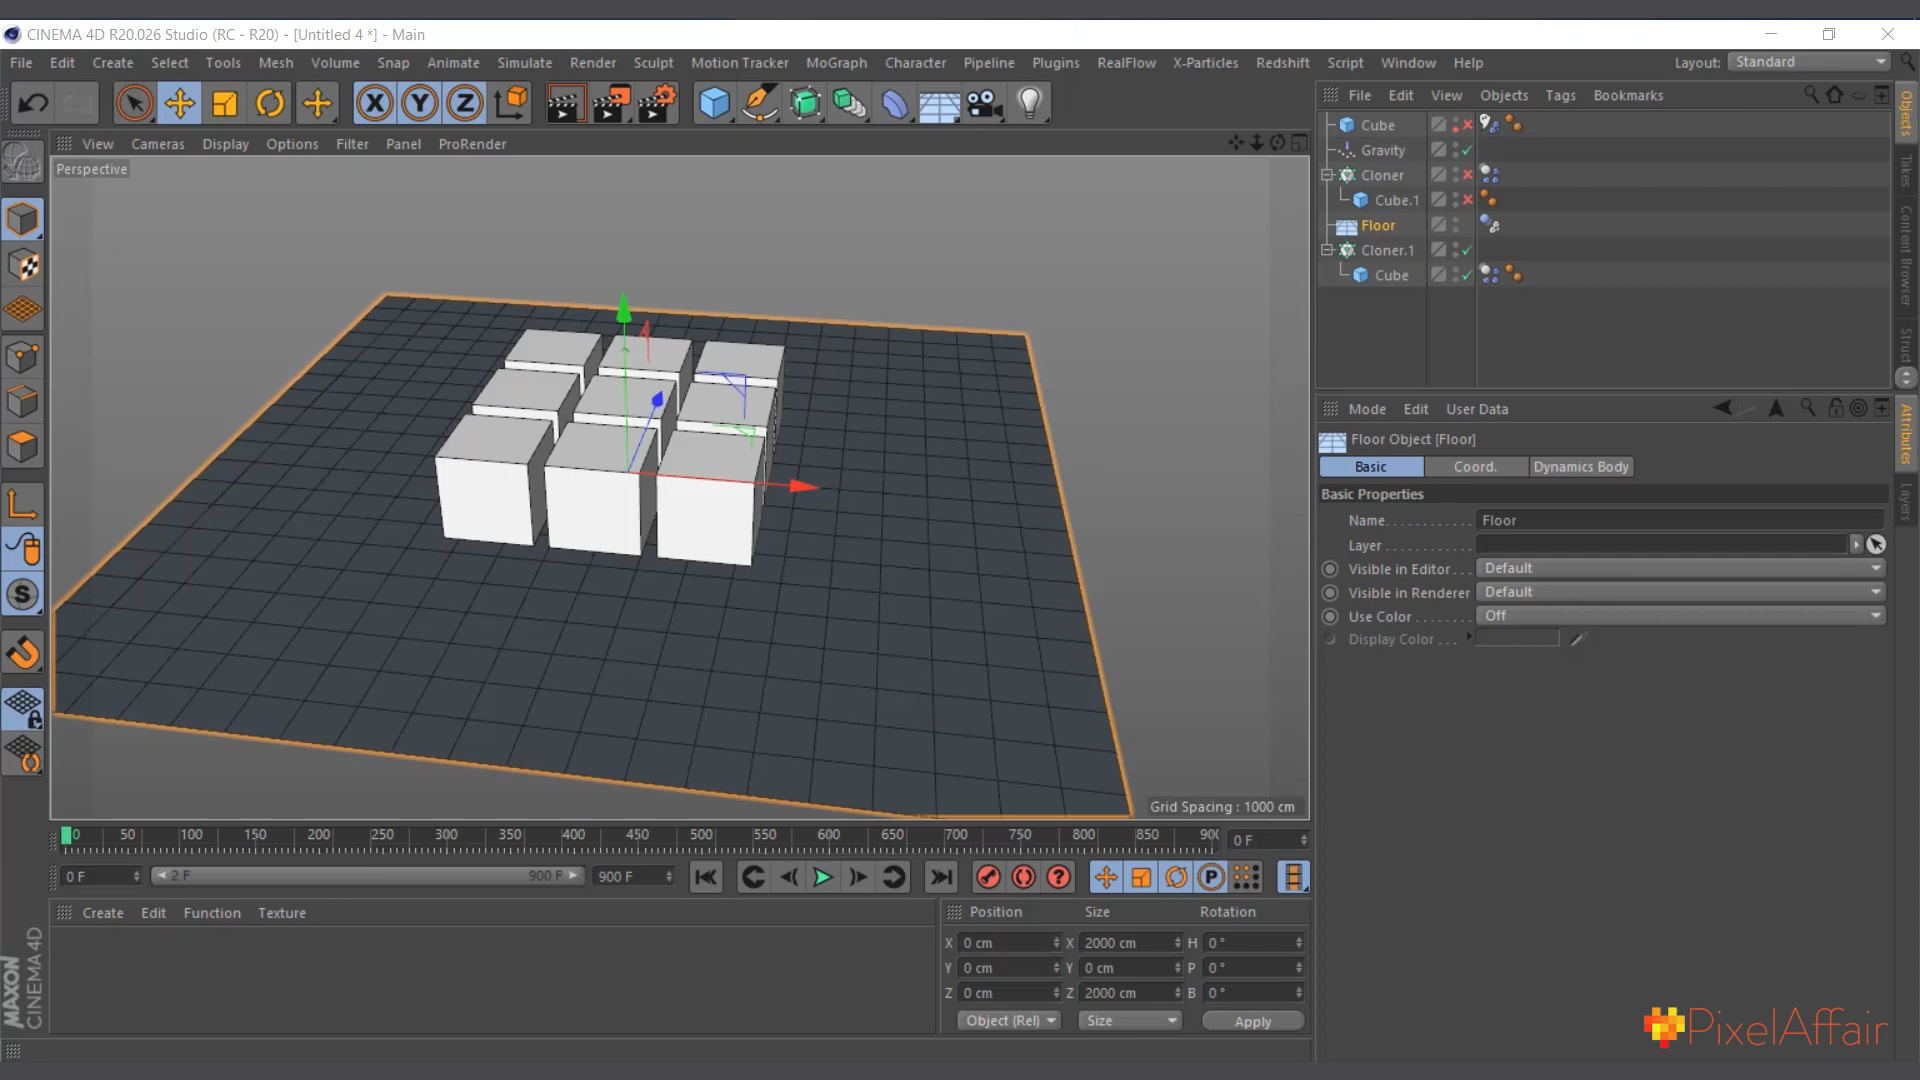 CINEMA 4D R20.026 Studio (RC - R20) - [Untitled 4 *] - Main
File Edit Create Select Tools Mesh Volume Snap Animate Simulate Render Sculpt Motion Tracker MoGraph Character Pipeline Plugins RealFlow X-Particles Redshift Script Window Help Layout: Standard
X Y Z
File Edit View Objects Tags Bookmarks
View Cameras Display Options Filter Panel ProRender
Perspective
Cube
Gravity
Cloner
Cube.1
Floor
Cloner.1
Cube
Objects
Takes
Content Browser
Struct
Mode Edit User Data
Floor Object [Floor]
Basic Coord. Dynamics Body
Basic Properties
Name Floor
Layer
Visible in Editor Default
Visible in Renderer Default
Use Color Off
Display Color
Attributes
Layers
S
Grid Spacing : 1000 cm
0 50 100 150 200 250 300 350 400 450 500 550 600 650 700 750 800 850 900 0 F
0 F 2 F 900 F 900 F ? P
Create Edit Function Texture
Position Size Rotation
X 0 cm X 2000 cm H 0 °
Y 0 cm Y 0 cm P 0 °
Z 0 cm Z 2000 cm B 0 °
Object (Rel) Size Apply
MAXON
CINEMA 4D
PixelAffair